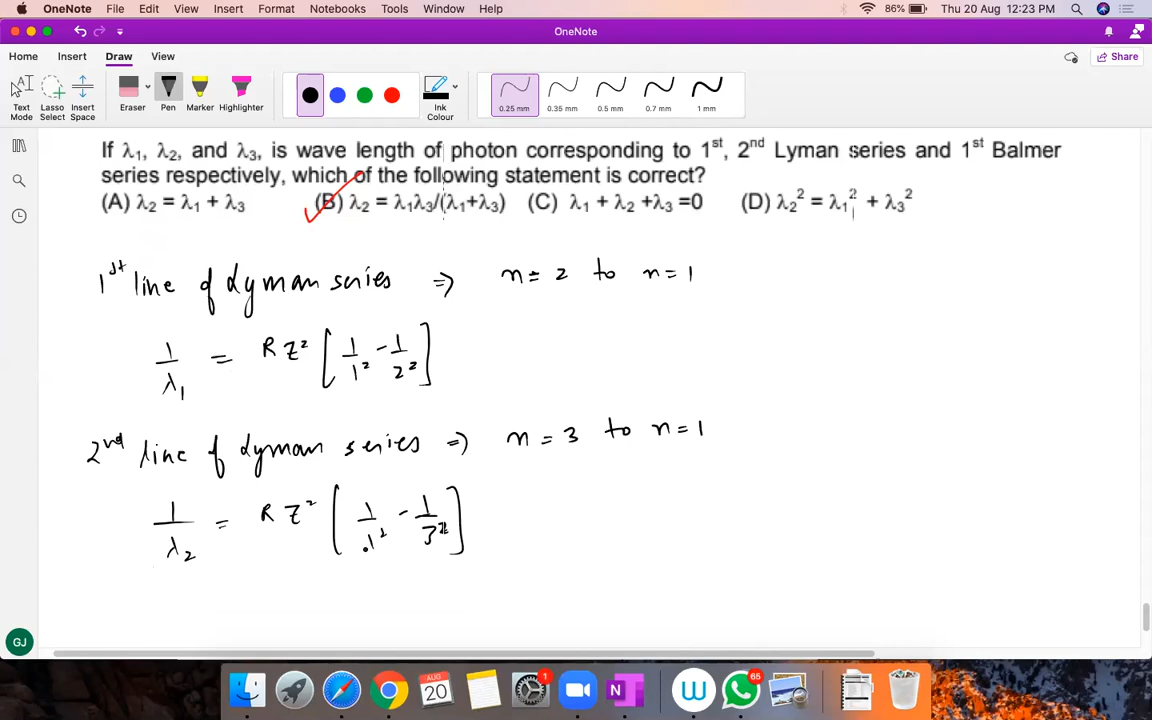 OneNote File Edit View Insert Format Notebooks Tools Window Help 86% Thu 20 Aug 12:23 PM
OneNote
Home Insert Draw View Share
Text Mode Lasso Select Insert Space Eraser Pen Marker Highlighter Ink Colour 0.25 mm 0.35 mm 0.5 mm 0.7 mm 1 mm
If λ₁, λ₂, and λ₃, is wave length of photon corresponding to 1ˢᵗ, 2ⁿᵈ Lyman series and 1ˢᵗ Balmer
series respectively, which of the following statement is correct?
(A) λ₂ = λ₁ + λ₃ (B) λ₂ = λ₁λ₃/(λ₁+λ₃) (C) λ₁ + λ₂ +λ₃ =0 (D) λ₂² = λ₁² + λ₃²
1st line of Lyman series => n = 2 to n = 1
1/λ₁ = RZ² [1/1² - 1/2²]
2nd line of Lyman series => n = 3 to n = 1
1/λ₂ = RZ² [1/1² - 1/3²]
GJ
AUG 20 1 65